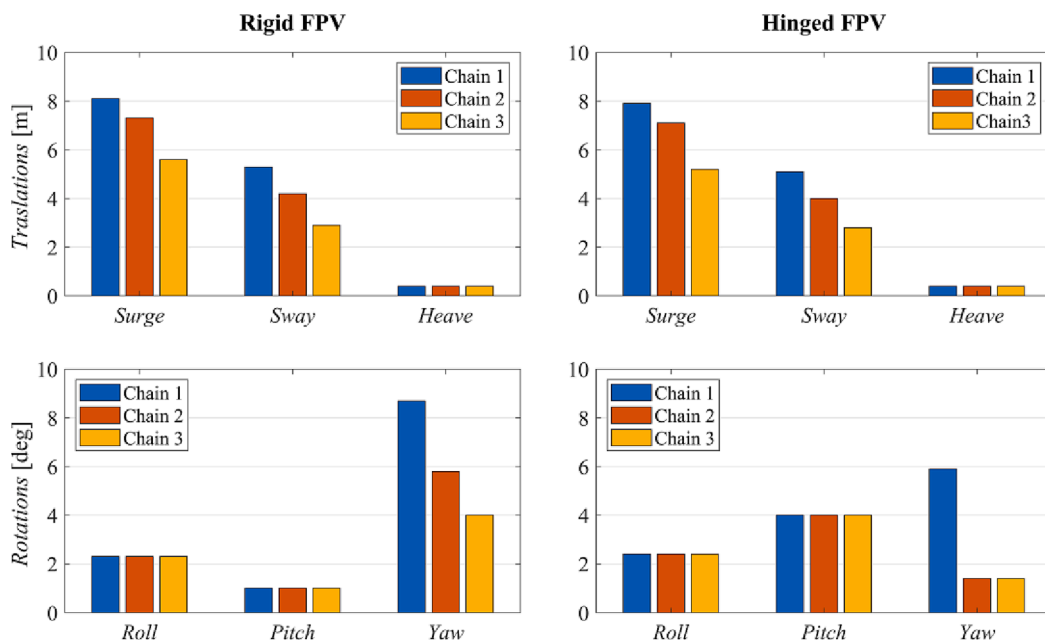 Rigid FPV
Hinged FPV
Traslations [m]
10
8
6
4
2
0
Chain 1
Chain 2
Chain 3
Surge
Sway
Heave
10
8
6
4
2
0
Chain 1
Chain 2
Chain3
Surge
Sway
Heave
Rotations [deg]
10
8
6
4
2
0
Chain 1
Chain 2
Chain 3
Roll
Pitch
Yaw
10
8
6
4
2
0
Chain 1
Chain 2
Chain 3
Roll
Pitch
Yaw